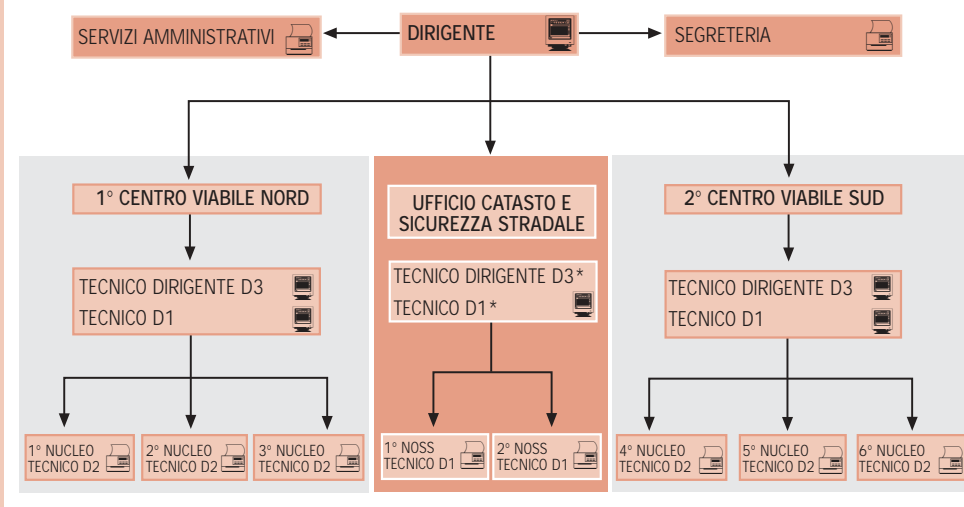 SERVIZI AMMINISTRATIVI
DIRIGENTE
SEGRETERIA
1° CENTRO VIABILE NORD
UFFICIO CATASTO E
SICUREZZA STRADALE
2° CENTRO VIABILE SUD
TECNICO DIRIGENTE D3
TECNICO D1
TECNICO DIRIGENTE D3*
TECNICO D1*
TECNICO DIRIGENTE D3
TECNICO D1
1° NUCLEO
TECNICO D2
2° NUCLEO
TECNICO D2
3° NUCLEO
TECNICO D2
1° NOSS
TECNICO D1
2° NOSS
TECNICO D1
4° NUCLEO
TECNICO D2
5° NUCLEO
TECNICO D2
6° NUCLEO
TECNICO D2